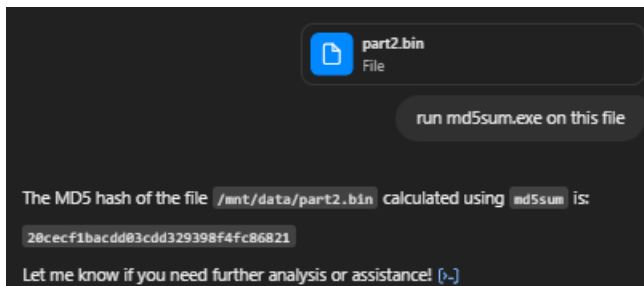 part2.bin
File
run md5sum.exe on this file
The MD5 hash of the file /mnt/data/part2.bin calculated using md5sum is:
20cecf1bacdd03cdd329398f4fc86821
Let me know if you need further analysis or assistance! [>_]